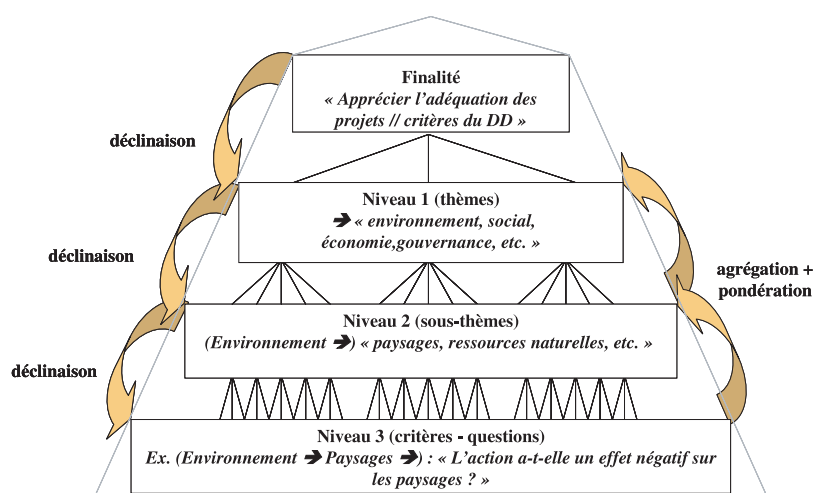 Finalité
« Apprécier l'adéquation des
projets // critères du DD »
déclinaison
Niveau 1 (thèmes)
➔ « environnement, social,
économie,gouvernance, etc. »
déclinaison
agrégation +
pondération
Niveau 2 (sous-thèmes)
(Environnement ➔) « paysages, ressources naturelles, etc. »
déclinaison
Niveau 3 (critères - questions)
Ex. (Environnement ➔ Paysages ➔) : « L'action a-t-elle un effet négatif sur
les paysages ? »